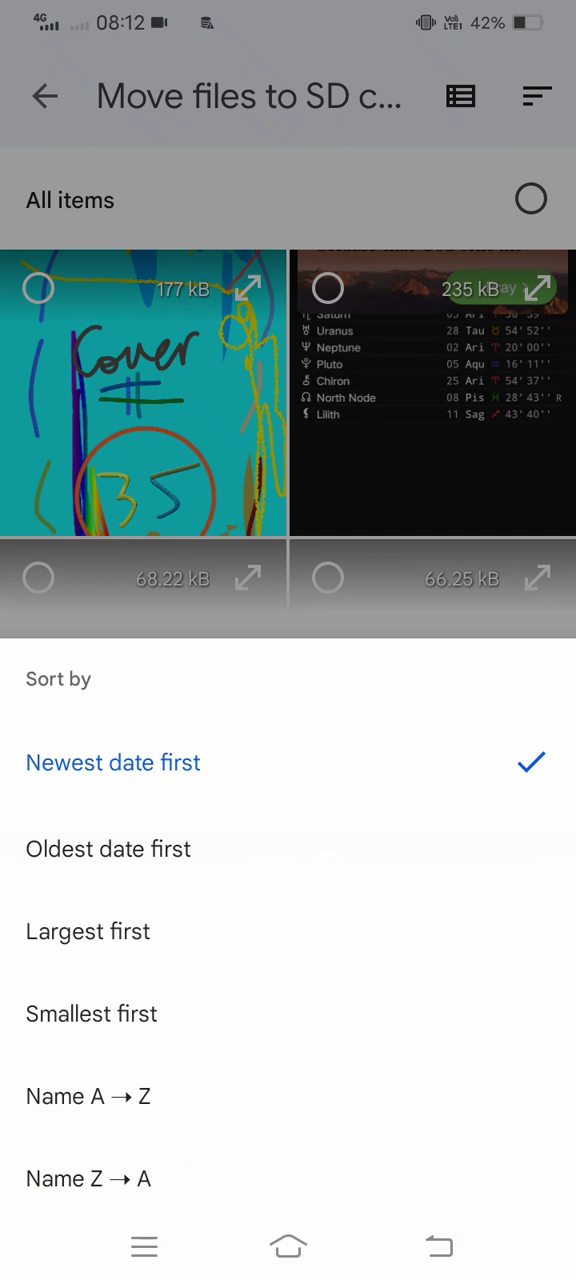 4G 08:12 VoLTE1 42%
Move files to SD c...
All items
177 kB
235 kB
Cover
35
Uranus 28 Tau ♉ 54' 52''
Neptune 02 Ari ♈ 20' 00''
Pluto 05 Aqu ♒ 16' 11''
Chiron 25 Ari ♈ 54' 37''
North Node 08 Pis ♓ 28' 43'' R
Lilith 11 Sag ♐ 43' 40''
68.22 kB
66.25 kB
Sort by
Newest date first
Oldest date first
Largest first
Smallest first
Name A → Z
Name Z → A